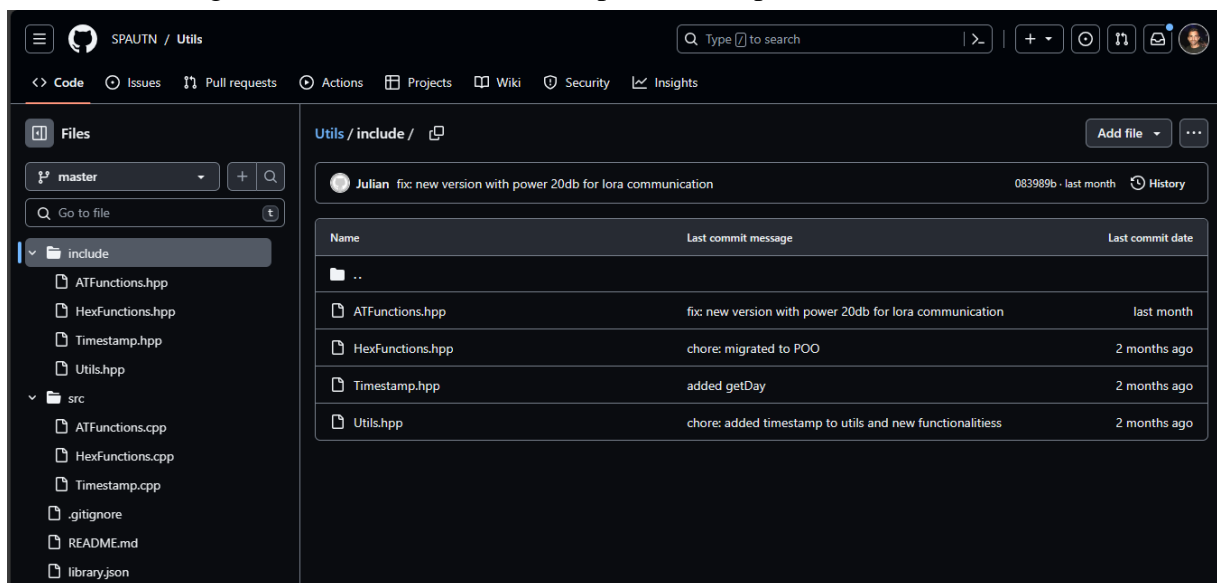 SPAUTN / Utils
Type / to search
Code Issues Pull requests Actions Projects Wiki Security Insights
Files
master
Go to file t
include
ATFunctions.hpp
HexFunctions.hpp
Timestamp.hpp
Utils.hpp
src
ATFunctions.cpp
HexFunctions.cpp
Timestamp.cpp
.gitignore
README.md
library.json
Utils / include /
Add file
Julian fix: new version with power 20db for lora communication 083989b · last month History
Name Last commit message Last commit date
..
ATFunctions.hpp fix: new version with power 20db for lora communication last month
HexFunctions.hpp chore: migrated to POO 2 months ago
Timestamp.hpp added getDay 2 months ago
Utils.hpp chore: added timestamp to utils and new functionalitiess 2 months ago